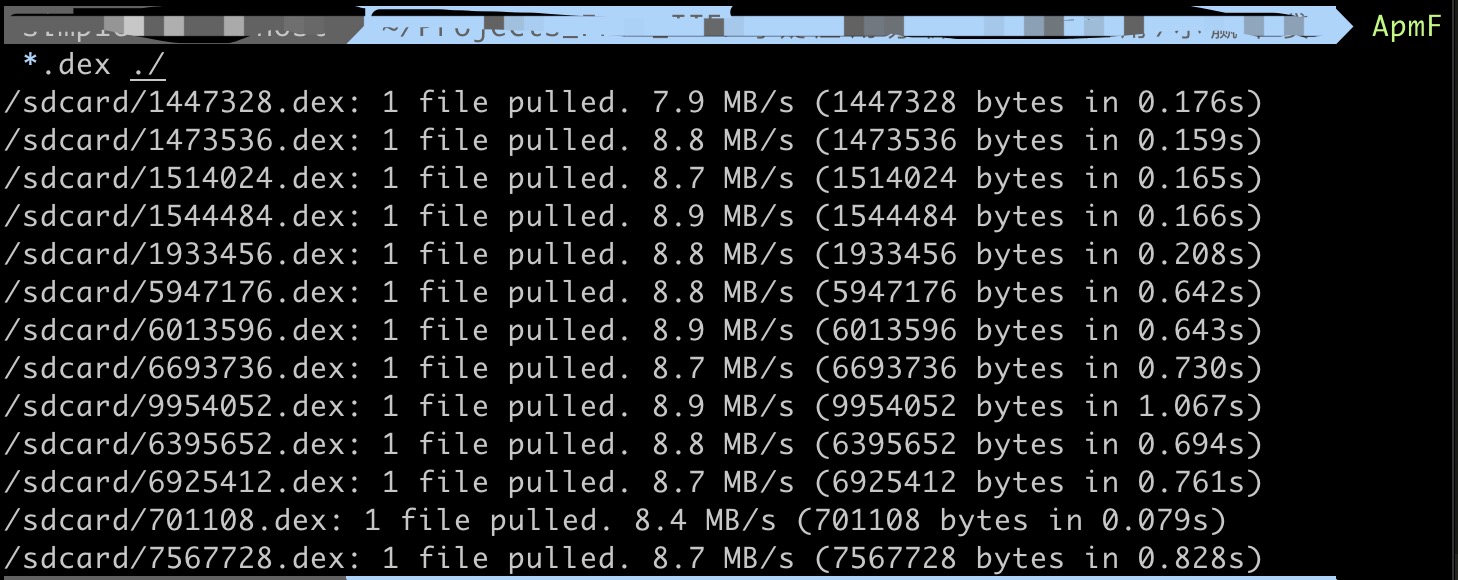 ApmF
*.dex ./
/sdcard/1447328.dex: 1 file pulled. 7.9 MB/s (1447328 bytes in 0.176s)
/sdcard/1473536.dex: 1 file pulled. 8.8 MB/s (1473536 bytes in 0.159s)
/sdcard/1514024.dex: 1 file pulled. 8.7 MB/s (1514024 bytes in 0.165s)
/sdcard/1544484.dex: 1 file pulled. 8.9 MB/s (1544484 bytes in 0.166s)
/sdcard/1933456.dex: 1 file pulled. 8.8 MB/s (1933456 bytes in 0.208s)
/sdcard/5947176.dex: 1 file pulled. 8.8 MB/s (5947176 bytes in 0.642s)
/sdcard/6013596.dex: 1 file pulled. 8.9 MB/s (6013596 bytes in 0.643s)
/sdcard/6693736.dex: 1 file pulled. 8.7 MB/s (6693736 bytes in 0.730s)
/sdcard/9954052.dex: 1 file pulled. 8.9 MB/s (9954052 bytes in 1.067s)
/sdcard/6395652.dex: 1 file pulled. 8.8 MB/s (6395652 bytes in 0.694s)
/sdcard/6925412.dex: 1 file pulled. 8.7 MB/s (6925412 bytes in 0.761s)
/sdcard/701108.dex: 1 file pulled. 8.4 MB/s (701108 bytes in 0.079s)
/sdcard/7567728.dex: 1 file pulled. 8.7 MB/s (7567728 bytes in 0.828s)